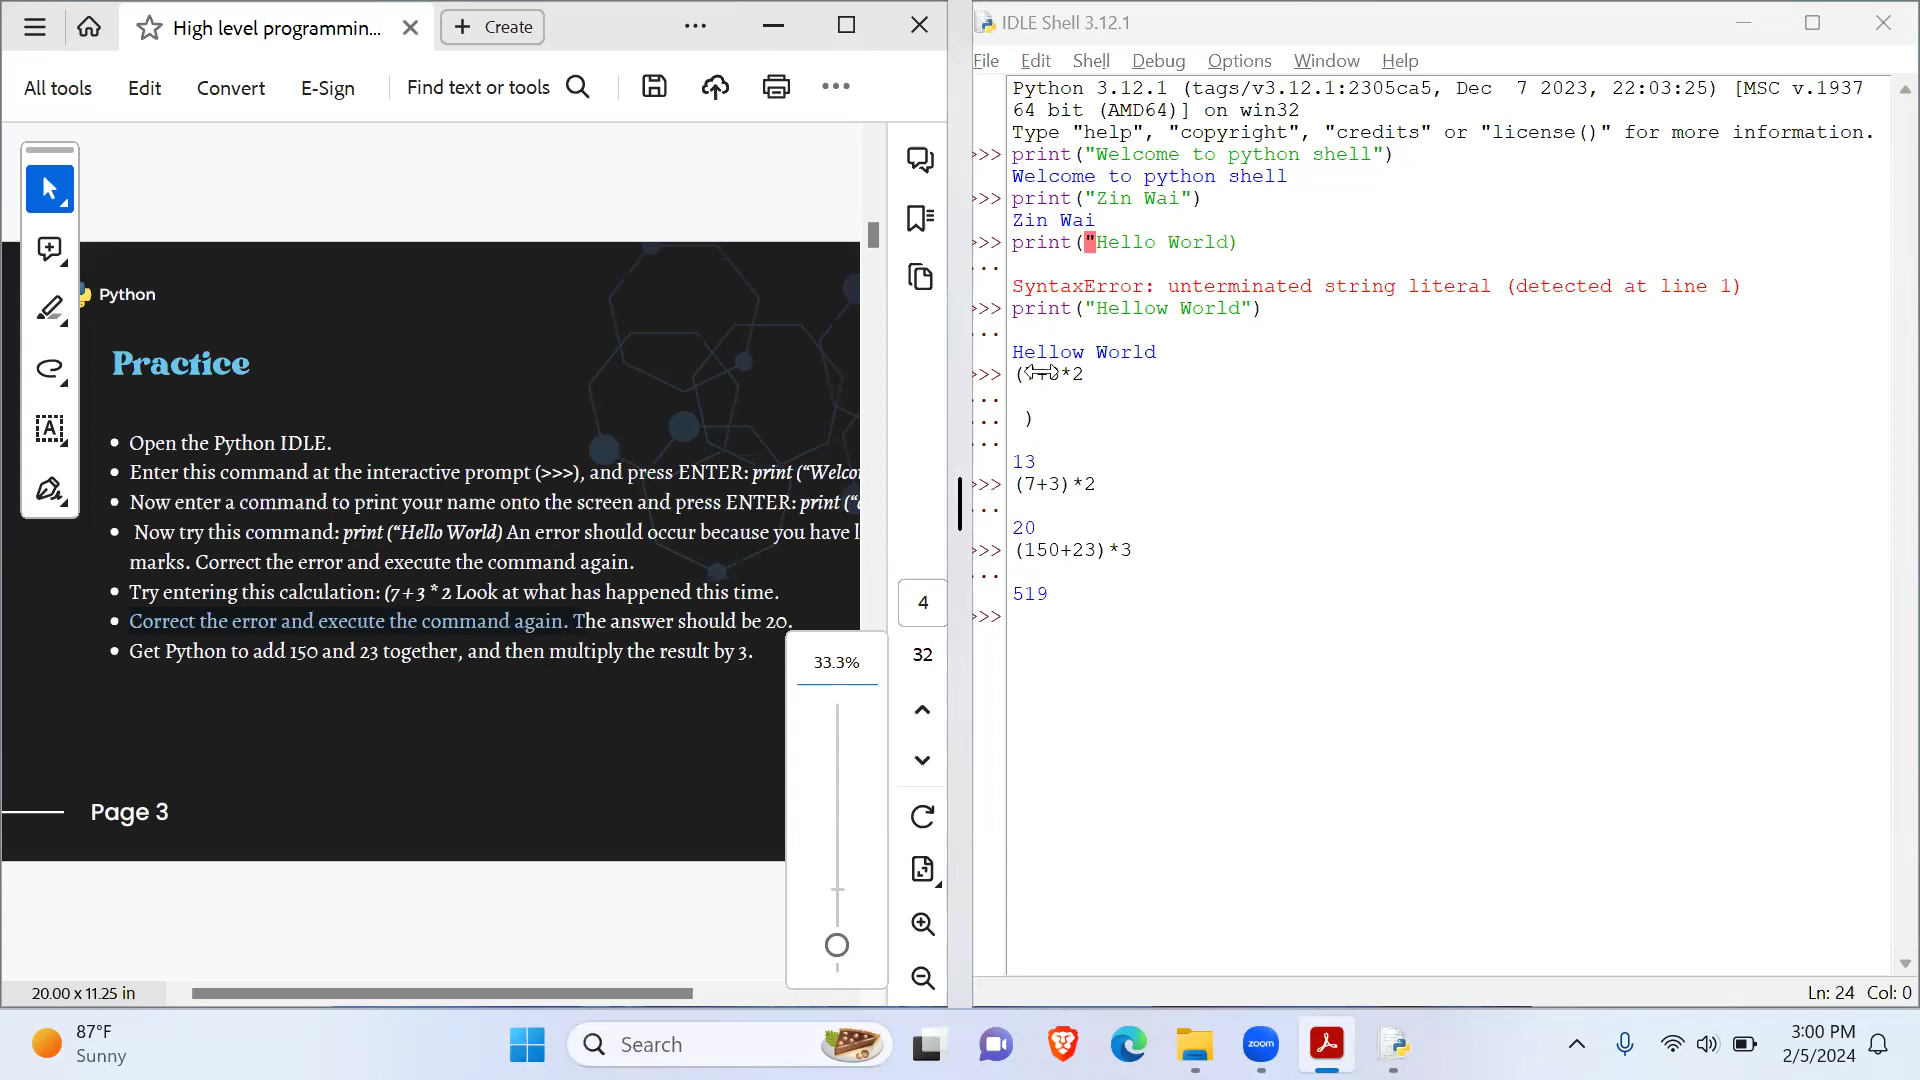 High level programmin...
Create
All tools
Edit
Convert
E-Sign
Find text or tools
Python
Practice
Open the Python IDLE.
Enter this command at the interactive prompt (>>>), and press ENTER: print (“Welco
Now enter a command to print your name onto the screen and press ENTER: print (“
Now try this command: print (“Hello World) An error should occur because you have l
marks. Correct the error and execute the command again.
Try entering this calculation: (7 + 3 * 2 Look at what has happened this time.
Correct the error and execute the command again. The answer should be 20.
Get Python to add 150 and 23 together, and then multiply the result by 3.
Page 3
33.3%
4
32
20.00 x 11.25 in
IDLE Shell 3.12.1
File Edit Shell Debug Options Window Help
Python 3.12.1 (tags/v3.12.1:2305ca5, Dec  7 2023, 22:03:25) [MSC v.1937
64 bit (AMD64)] on win32
Type "help", "copyright", "credits" or "license()" for more information.
>>> print("Welcome to python shell")
Welcome to python shell
>>> print("Zin Wai")
Zin Wai
>>> print("Hello World)
...
SyntaxError: unterminated string literal (detected at line 1)
>>> print("Hellow World")
...
Hellow World
>>> ( *2
...
... )
...
13
>>> (7+3)*2
...
20
>>> (150+23)*3
...
519
>>>
Ln: 24 Col: 0
87°F
Sunny
Search
zoom
3:00 PM
2/5/2024